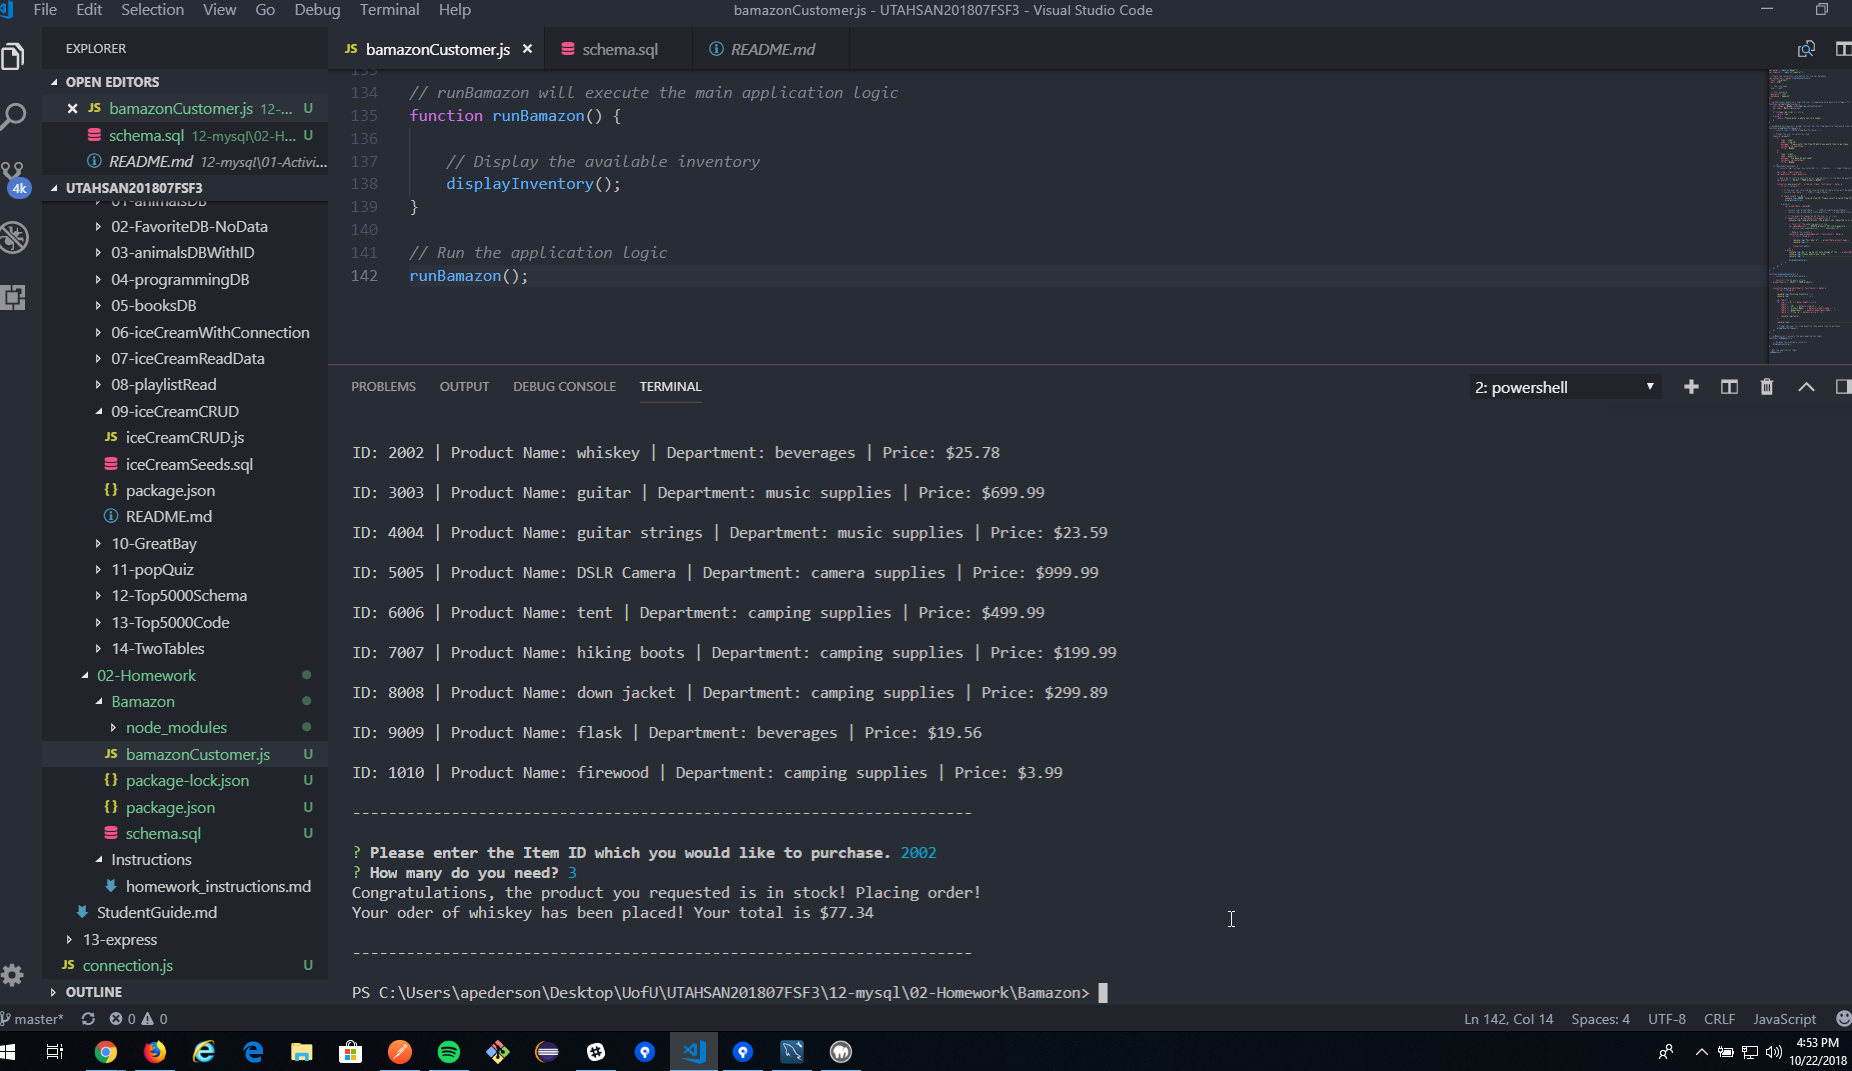 File Edit Selection View Go Debug Terminal Help
bamazonCustomer.js - UTAHSAN201807FSF3 - Visual Studio Code
EXPLORER
OPEN EDITORS
JS bamazonCustomer.js 12-... U
schema.sql 12-mysql\02-H... U
README.md 12-mysql\01-Activi...
4k
UTAHSAN201807FSF3
01-animalsDB
02-FavoriteDB-NoData
03-animalsDBWithID
04-programmingDB
05-booksDB
06-iceCreamWithConnection
07-iceCreamReadData
08-playlistRead
09-iceCreamCRUD
JS iceCreamCRUD.js
iceCreamSeeds.sql
{} package.json
README.md
10-GreatBay
11-popQuiz
12-Top5000Schema
13-Top5000Code
14-TwoTables
02-Homework
Bamazon
node_modules
JS bamazonCustomer.js U
{} package-lock.json U
{} package.json U
schema.sql U
Instructions
homework_instructions.md
StudentGuide.md
13-express
JS connection.js U
OUTLINE
JS bamazonCustomer.js × schema.sql README.md
133
134 // runBamazon will execute the main application logic
135 function runBamazon() {
136
137 // Display the available inventory
138 displayInventory();
139 }
140
141 // Run the application logic
142 runBamazon();
PROBLEMS OUTPUT DEBUG CONSOLE TERMINAL 2: powershell
ID: 2002 | Product Name: whiskey | Department: beverages | Price: $25.78
ID: 3003 | Product Name: guitar | Department: music supplies | Price: $699.99
ID: 4004 | Product Name: guitar strings | Department: music supplies | Price: $23.59
ID: 5005 | Product Name: DSLR Camera | Department: camera supplies | Price: $999.99
ID: 6006 | Product Name: tent | Department: camping supplies | Price: $499.99
ID: 7007 | Product Name: hiking boots | Department: camping supplies | Price: $199.99
ID: 8008 | Product Name: down jacket | Department: camping supplies | Price: $299.89
ID: 9009 | Product Name: flask | Department: beverages | Price: $19.56
ID: 1010 | Product Name: firewood | Department: camping supplies | Price: $3.99
---------------------------------------------------------------------
? Please enter the Item ID which you would like to purchase. 2002
? How many do you need? 3
Congratulations, the product you requested is in stock! Placing order!
Your oder of whiskey has been placed! Your total is $77.34
---------------------------------------------------------------------
PS C:\Users\apederson\Desktop\UofU\UTAHSAN201807FSF3\12-mysql\02-Homework\Bamazon>
master* 0 0 Ln 142, Col 14 Spaces: 4 UTF-8 CRLF JavaScript
4:53 PM
10/22/2018